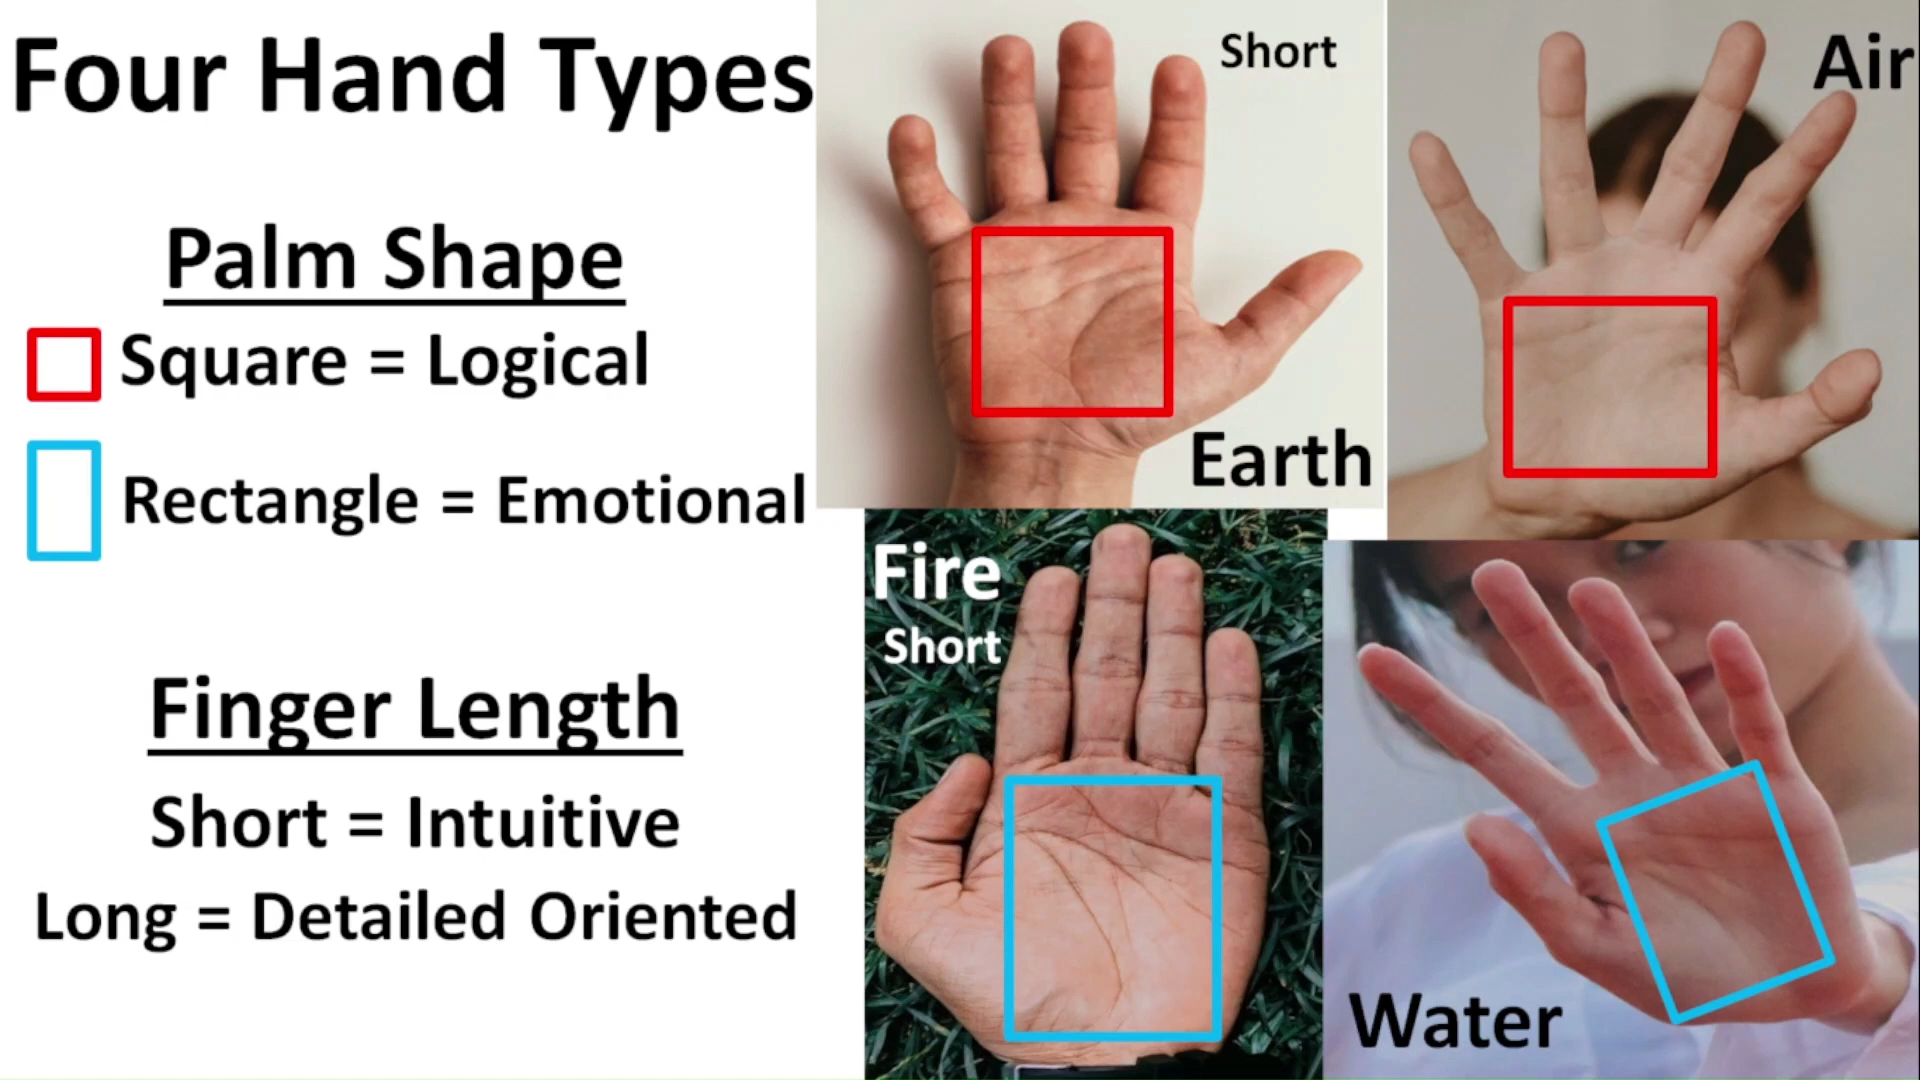 Four Hand Types
Palm Shape
Square = Logical
Rectangle = Emotional
Finger Length
Short = Intuitive
Long = Detailed Oriented
Short
Earth
Air
Fire
Short
Water